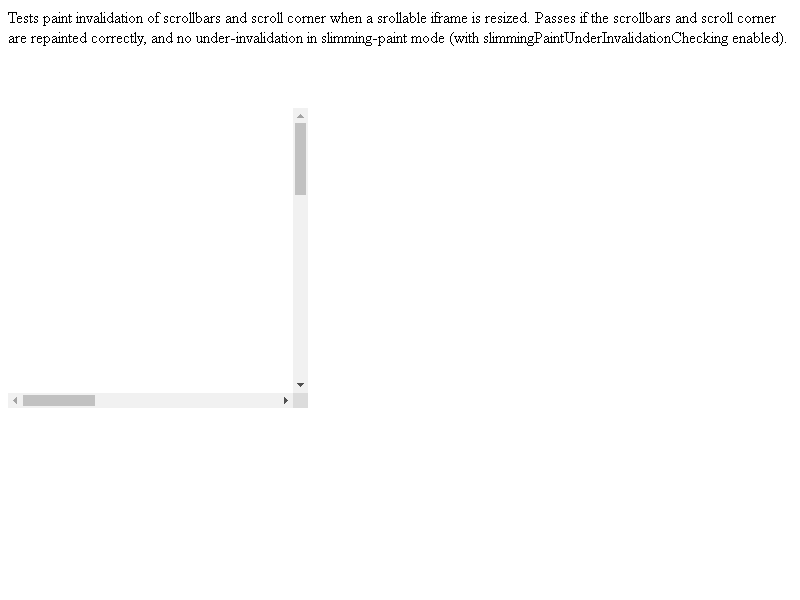 Tests paint invalidation of scrollbars and scroll corner when a srollable iframe is resized. Passes if the scrollbars and scroll corner
are repainted correctly, and no under-invalidation in slimming-paint mode (with slimmingPaintUnderInvalidationChecking enabled).